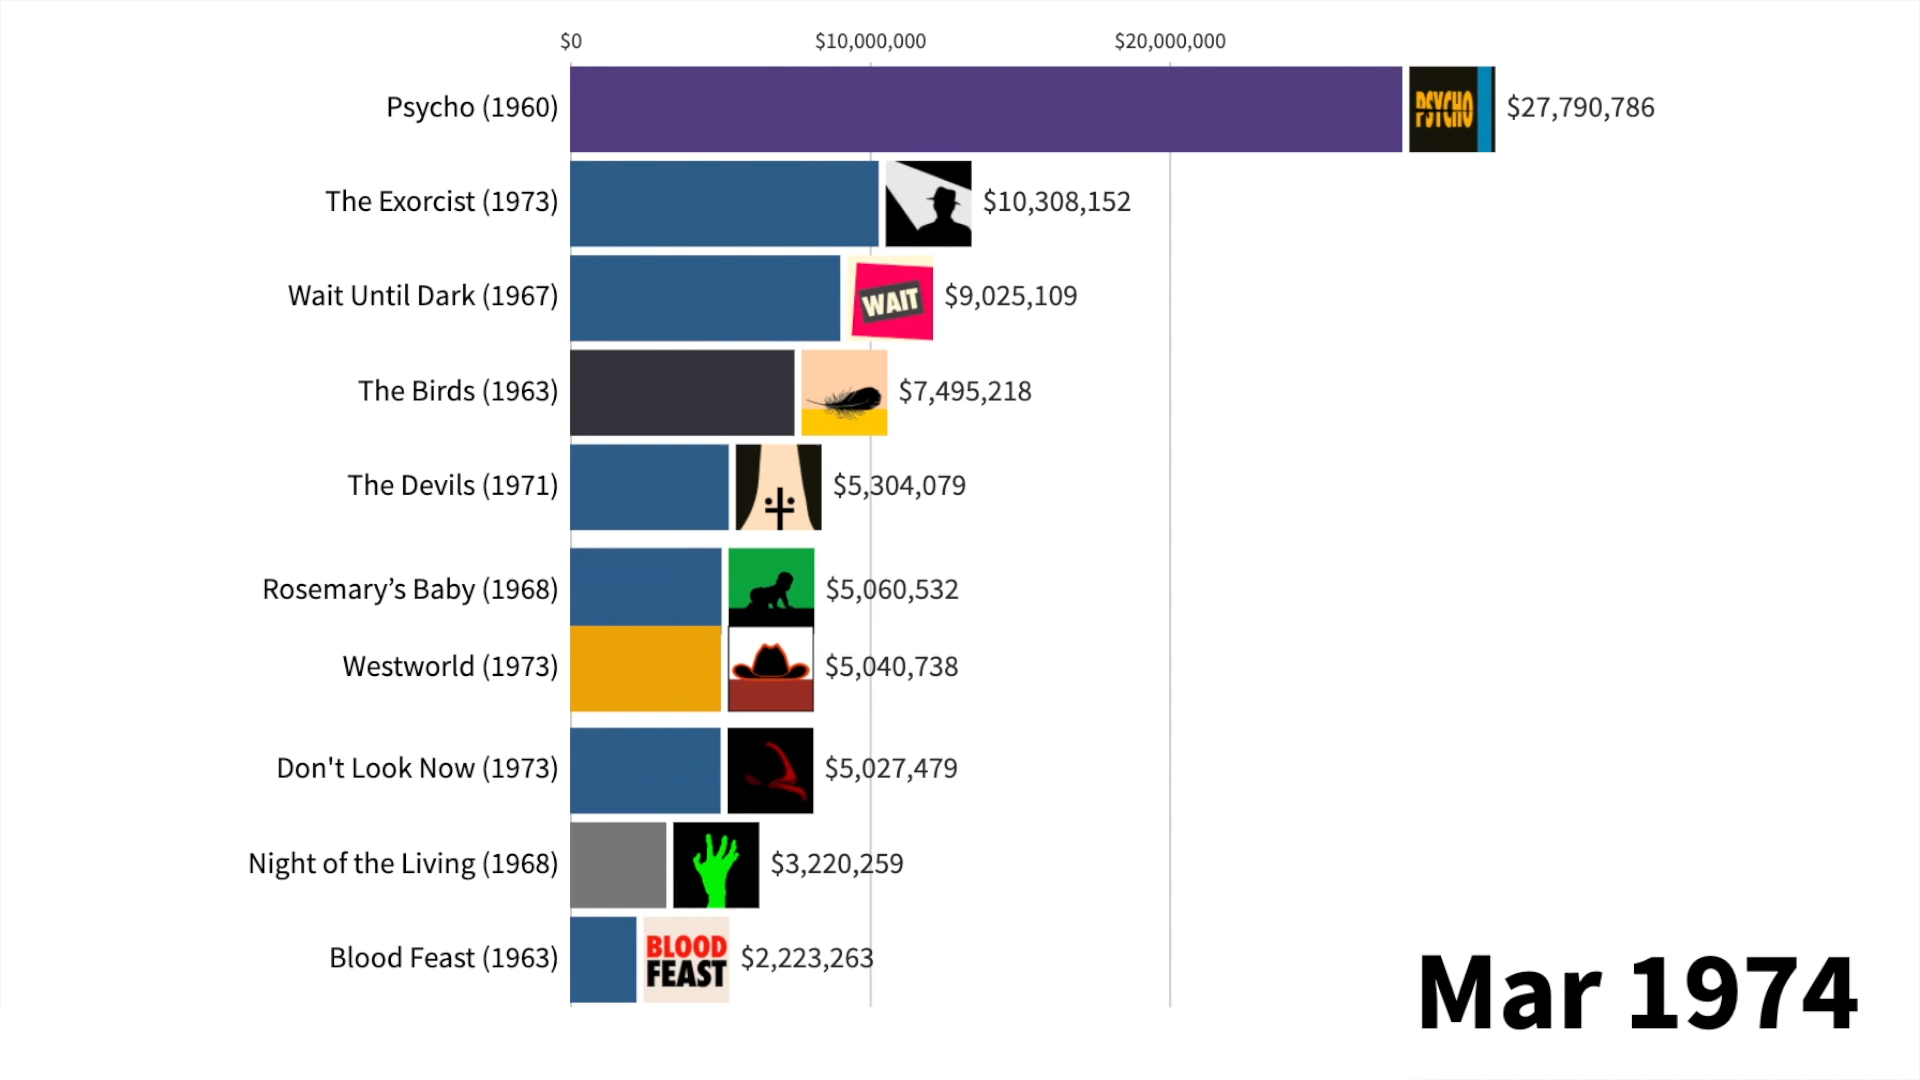 $0 $10,000,000 $20,000,000
Psycho (1960) PSYCHO $27,790,786
The Exorcist (1973) $10,308,152
Wait Until Dark (1967) WAIT $9,025,109
The Birds (1963) $7,495,218
The Devils (1971) $5,304,079
Rosemary’s Baby (1968) $5,060,532
Westworld (1973) $5,040,738
Don't Look Now (1973) $5,027,479
Night of the Living (1968) $3,220,259
Blood Feast (1963) BLOOD FEAST $2,223,263
Mar 1974